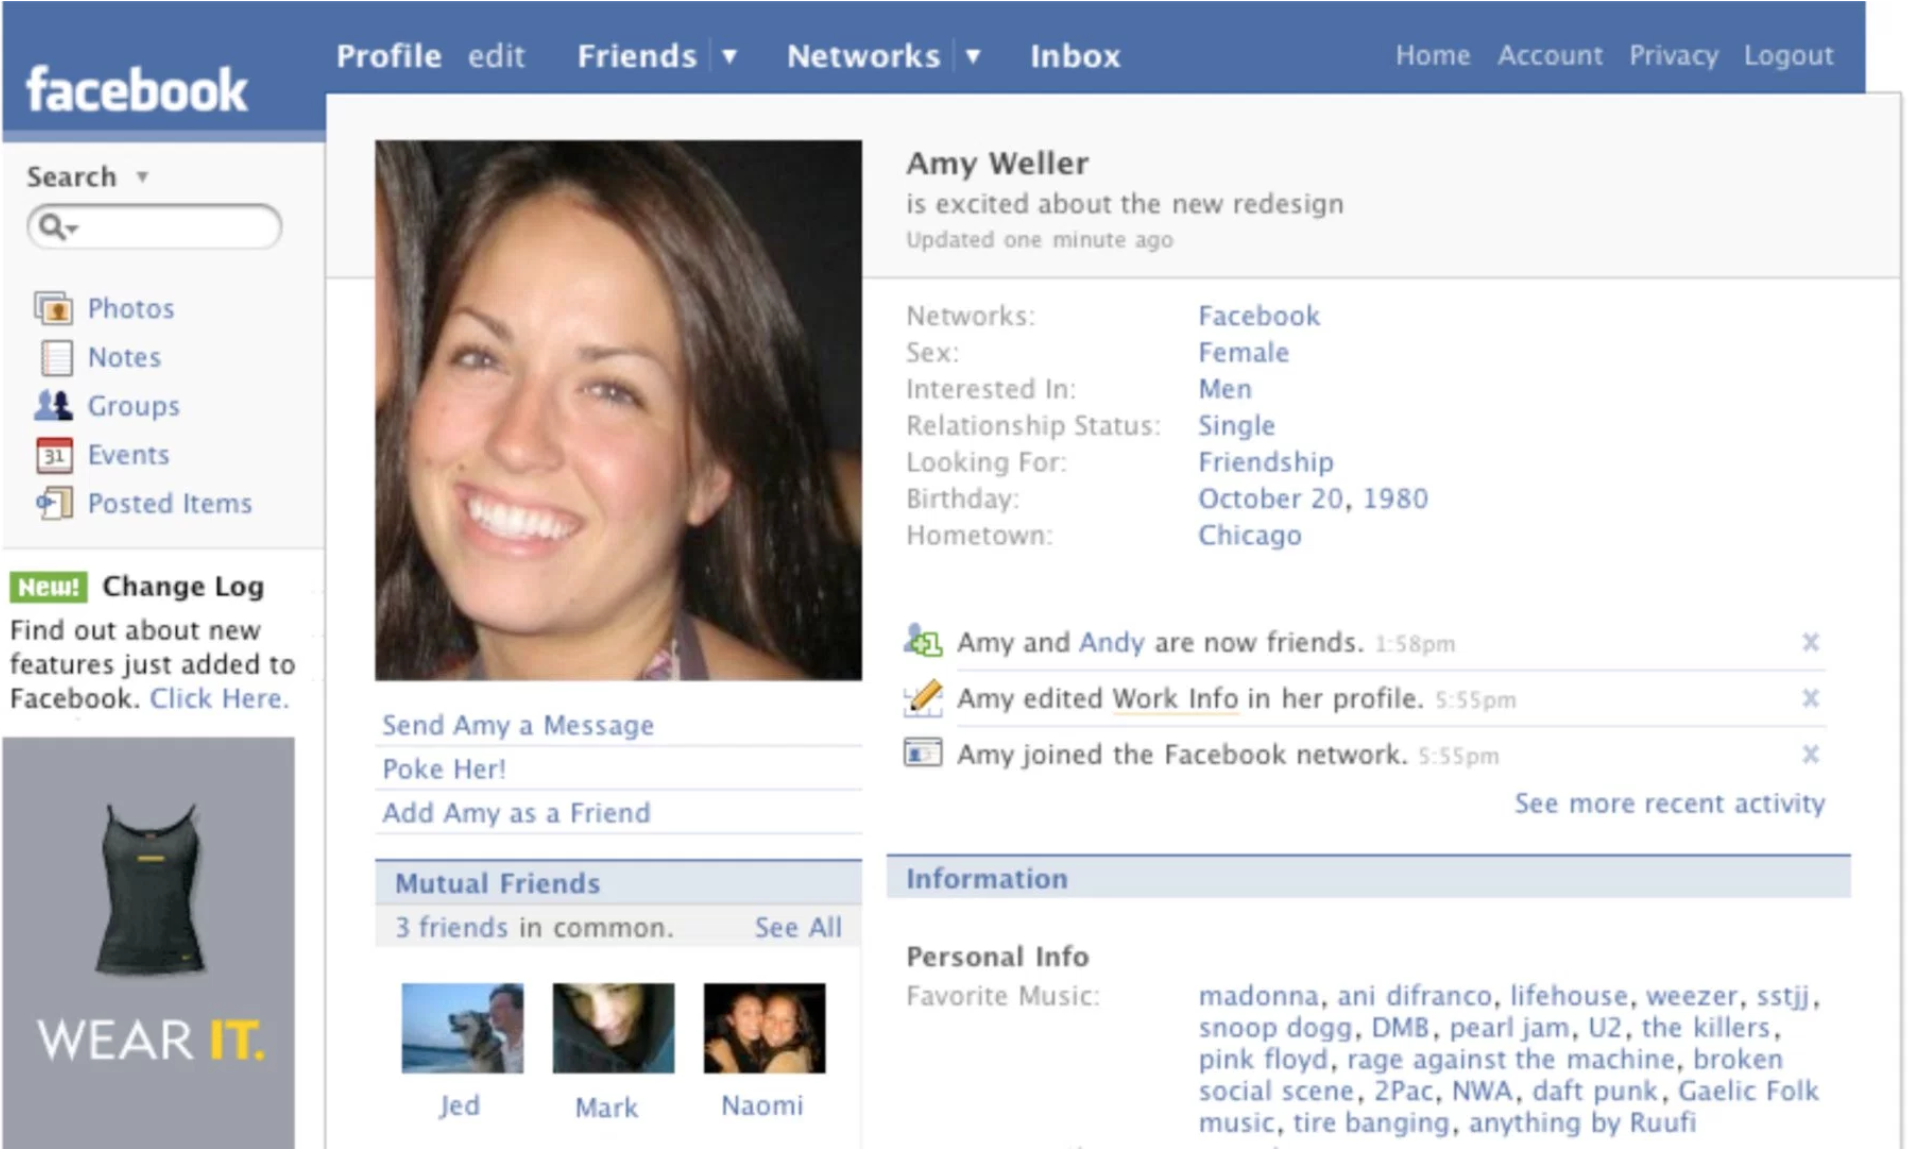 Profile edit Friends Networks Inbox Home Account Privacy Logout
facebook
Search
Photos
Notes
Groups
31 Events
Posted Items
New! Change Log
Find out about new
features just added to
Facebook. Click Here.
WEAR IT.
Amy Weller
is excited about the new redesign
Updated one minute ago
Networks: Facebook
Sex: Female
Interested In: Men
Relationship Status: Single
Looking For: Friendship
Birthday: October 20, 1980
Hometown: Chicago
Send Amy a Message
Poke Her!
Add Amy as a Friend
Mutual Friends
3 friends in common. See All
Jed Mark Naomi
Amy and Andy are now friends. 1:58pm
Amy edited Work Info in her profile. 5:55pm
Amy joined the Facebook network. 5:55pm
See more recent activity
Information
Personal Info
Favorite Music: madonna, ani difranco, lifehouse, weezer, sstjj,
snoop dogg, DMB, pearl jam, U2, the killers,
pink floyd, rage against the machine, broken
social scene, 2Pac, NWA, daft punk, Gaelic Folk
music, tire banging, anything by Ruufi